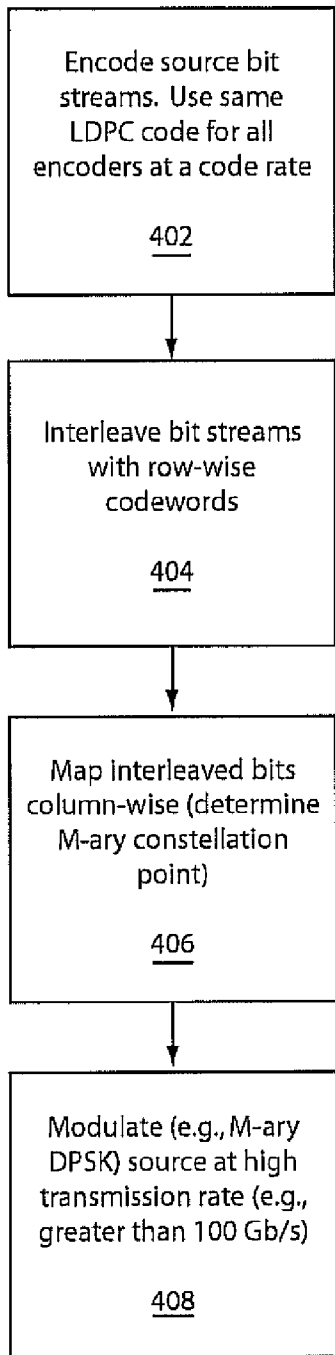 Encode source bit
streams. Use same
LDPC code for all
encoders at a code rate
402
Interleave bit streams
with row-wise
codewords
404
Map interleaved bits
column-wise (determine
M-ary constellation
point)
406
Modulate (e.g., M-ary
DPSK) source at high
transmission rate (e.g.,
greater than 100 Gb/s)
408